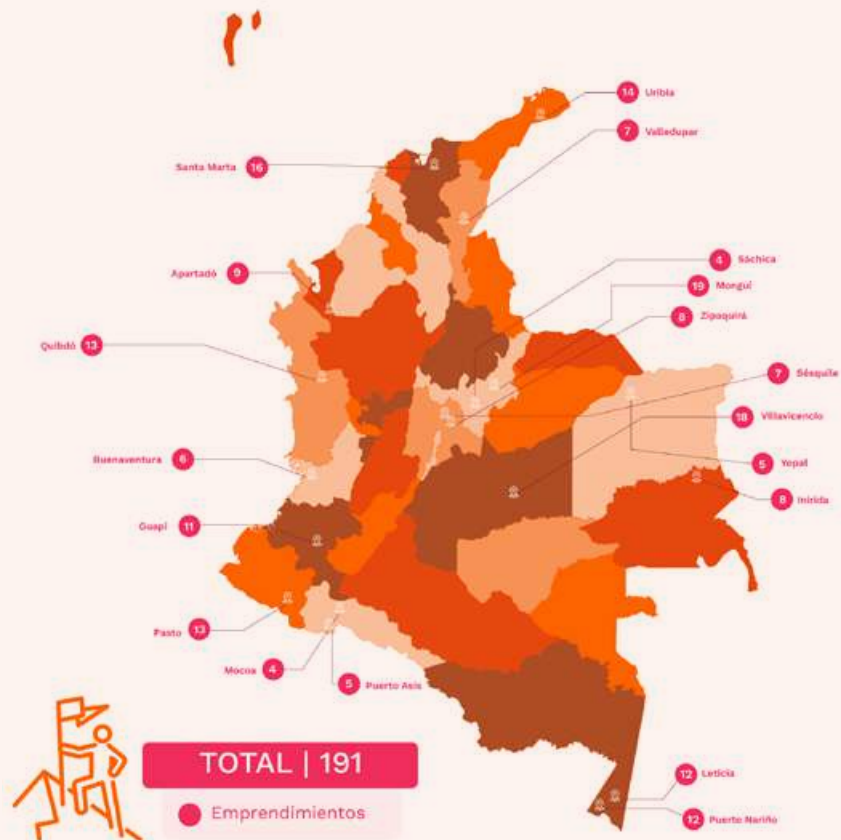 14 Uribia
7 Valledupar
Santa Marta 16
4 Sáchica
Apartadó 9
19 Monguí
8 Zipaquirá
Quibdó 13
7 Sésquile
18 Villavicencio
Buenaventura 6
5 Yopal
8 Inírida
Guapi 11
Pasto 13
Mocoa 4
5 Puerto Asís
TOTAL | 191
12 Leticia
Emprendimientos
12 Puerto Nariño